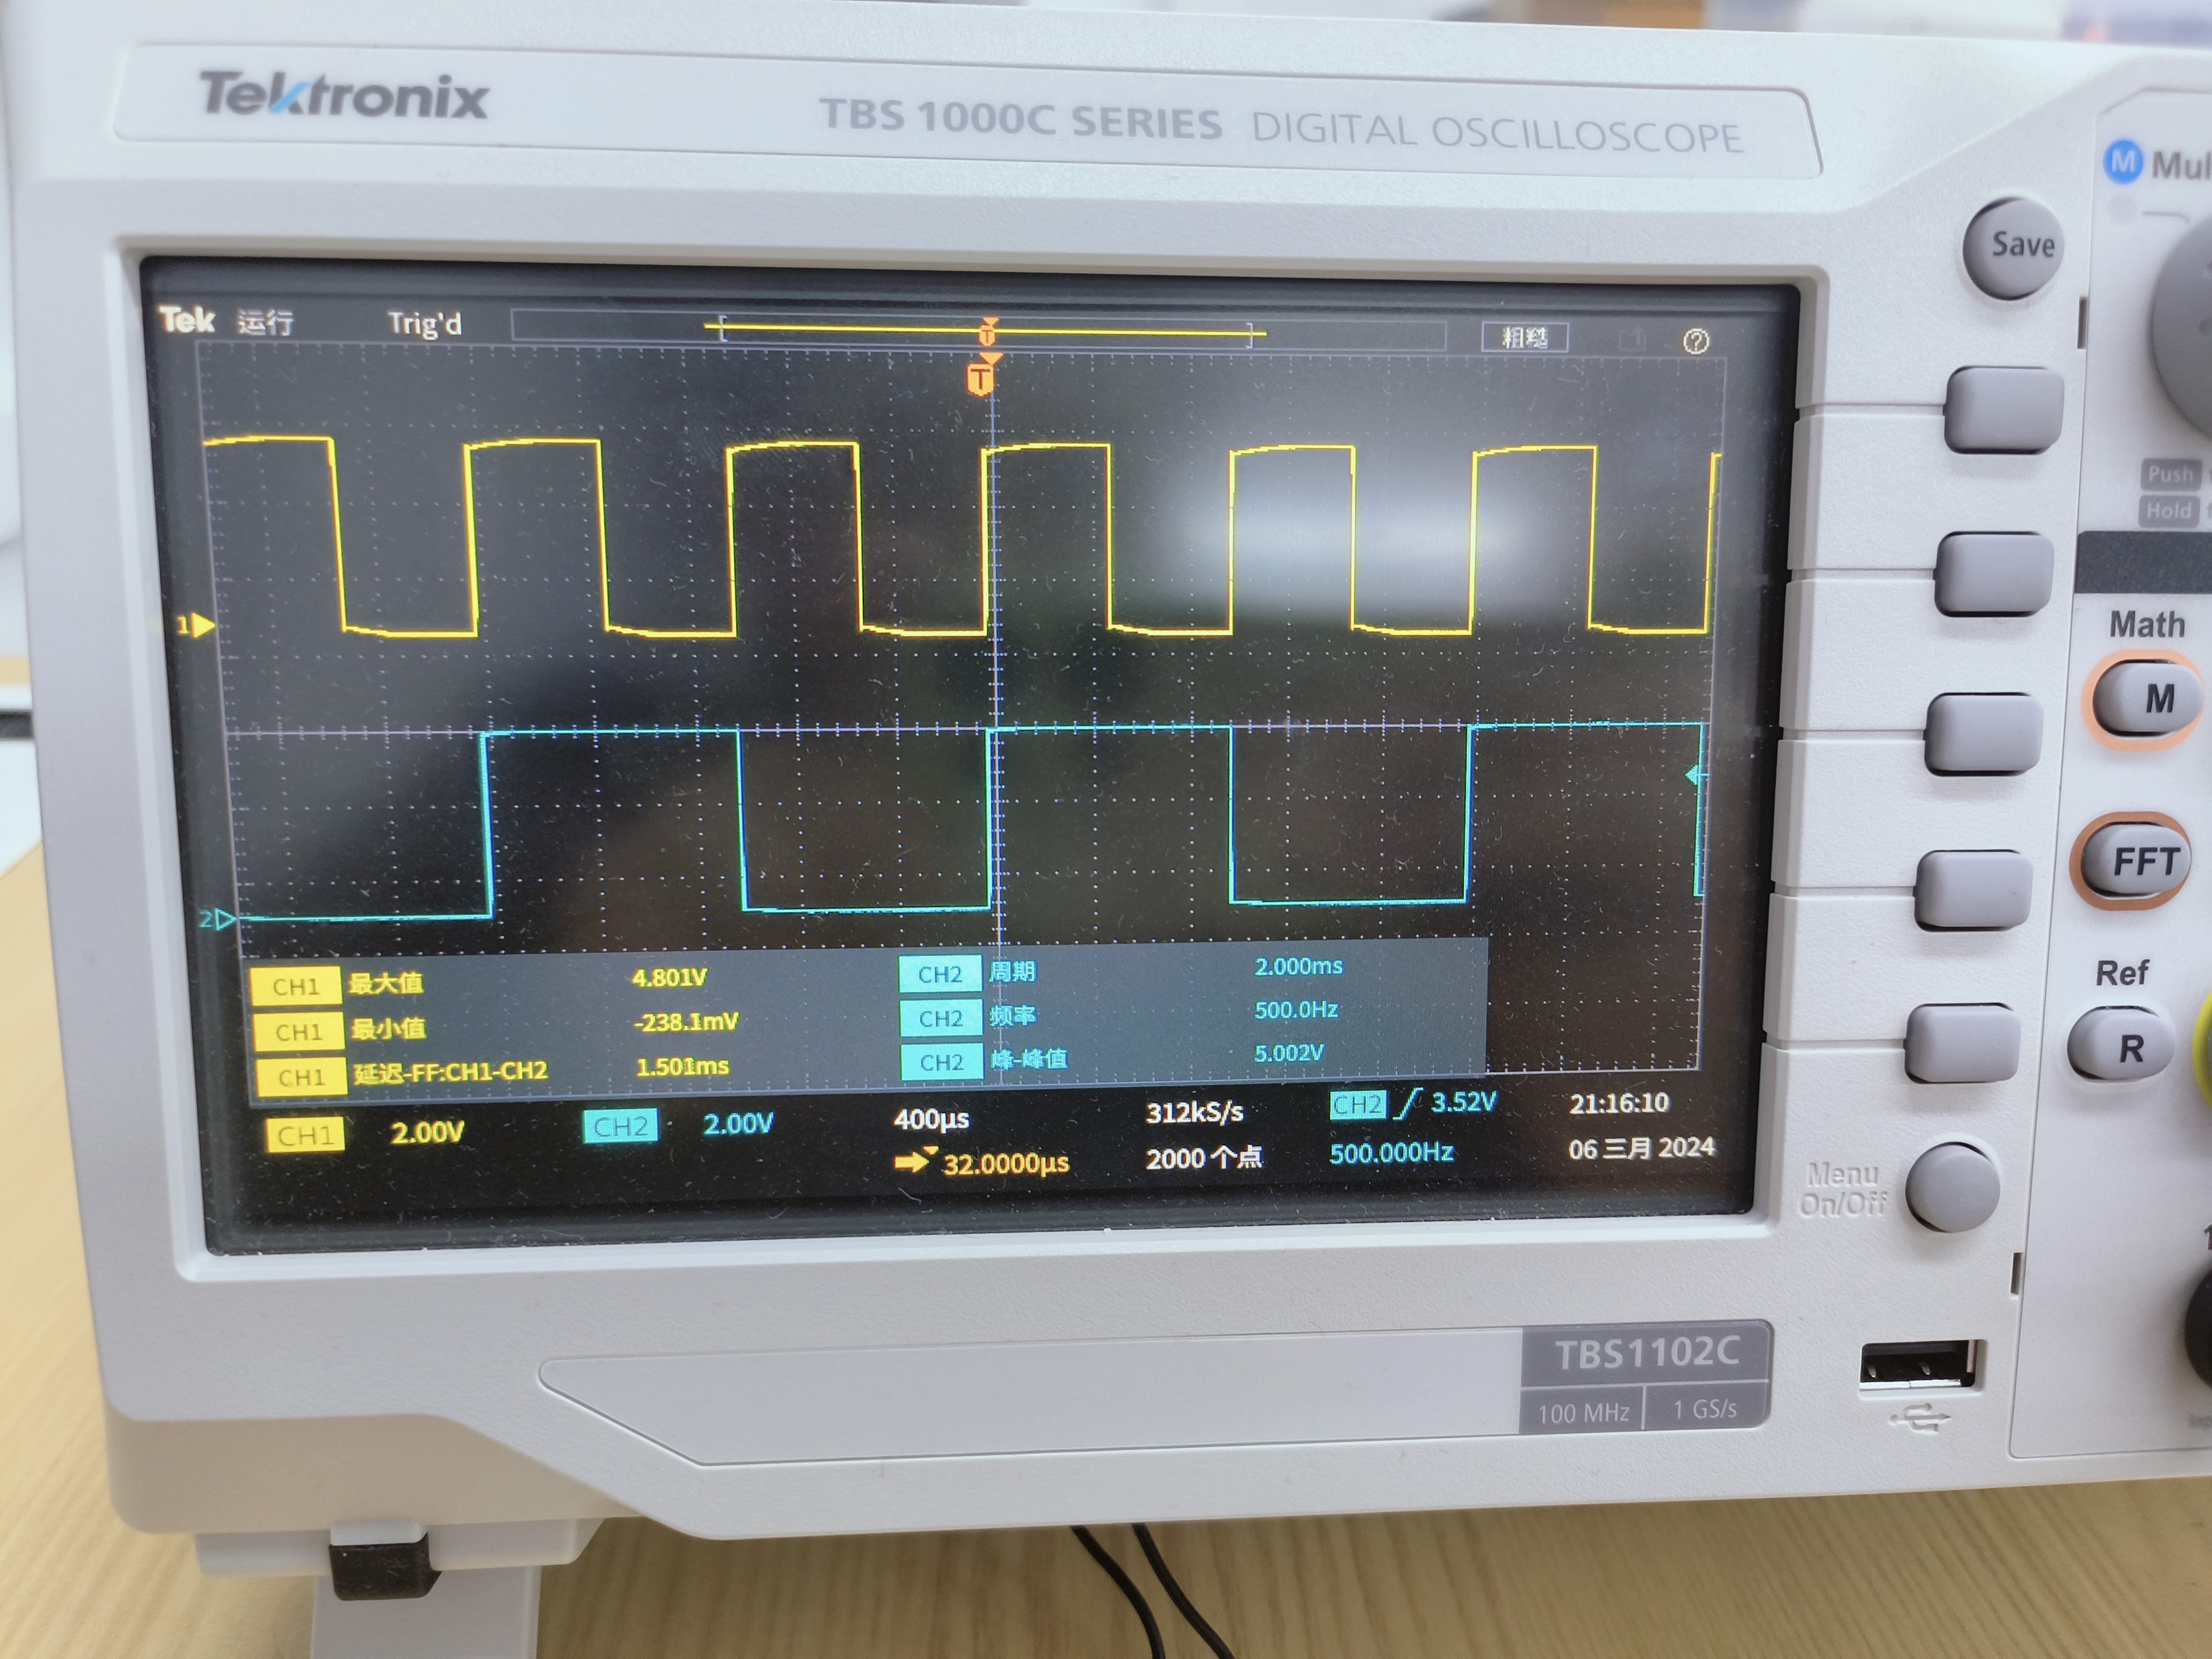 Tektronix
TBS 1000C SERIES DIGITAL OSCILLOSCOPE
M
Save
Tek 运行 Trig'd 粗糙 ?
T
T
Push
Hold
1
Math
M
2
FFT
Ref
R
CH1 最大值 4.801V CH2 周期 2.000ms
CH1 最小值 -238.1mV CH2 频率 500.0Hz
CH1 延迟-FF:CH1-CH2 1.501ms CH2 峰-峰值 5.002V
CH1 2.00V CH2 2.00V 400µs 312kS/s CH2 3.52V 21:16:10
32.0000µs 2000 个点 500.000Hz 06 三月 2024
Menu
On/Off
TBS1102C
100 MHz 1 GS/s